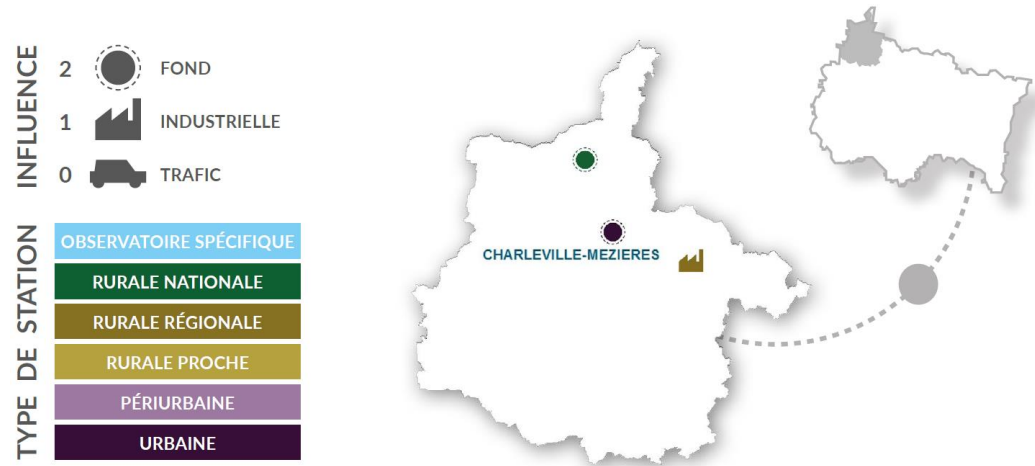 INFLUENCE
2 FOND
1 INDUSTRIELLE
0 TRAFIC
TYPE DE STATION
OBSERVATOIRE SPÉCIFIQUE
RURALE NATIONALE
RURALE RÉGIONALE
RURALE PROCHE
PÉRIURBAINE
URBAINE
CHARLEVILLE-MEZIERES